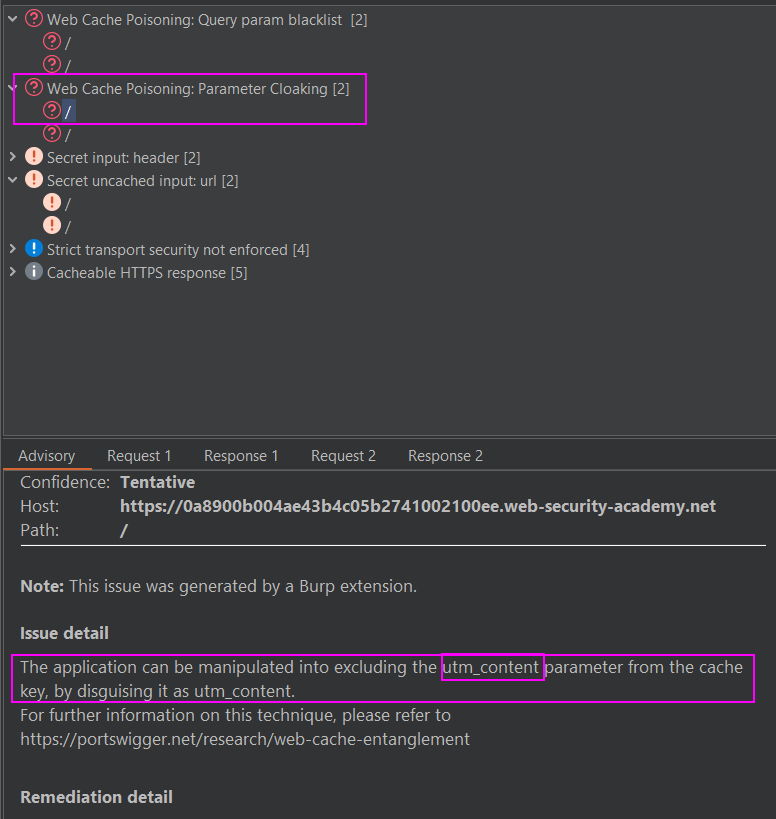 Web Cache Poisoning: Query param blacklist [2]
/
/
Web Cache Poisoning: Parameter Cloaking [2]
/
/
Secret input: header [2]
Secret uncached input: url [2]
/
/
Strict transport security not enforced [4]
Cacheable HTTPS response [5]
Advisory Request 1 Response 1 Request 2 Response 2
Confidence: Tentative
Host: https://0a8900b004ae43b4c05b2741002100ee.web-security-academy.net
Path: /
Note: This issue was generated by a Burp extension.
Issue detail
The application can be manipulated into excluding the utm_content parameter from the cache
key, by disguising it as utm_content.
For further information on this technique, please refer to
https://portswigger.net/research/web-cache-entanglement
Remediation detail